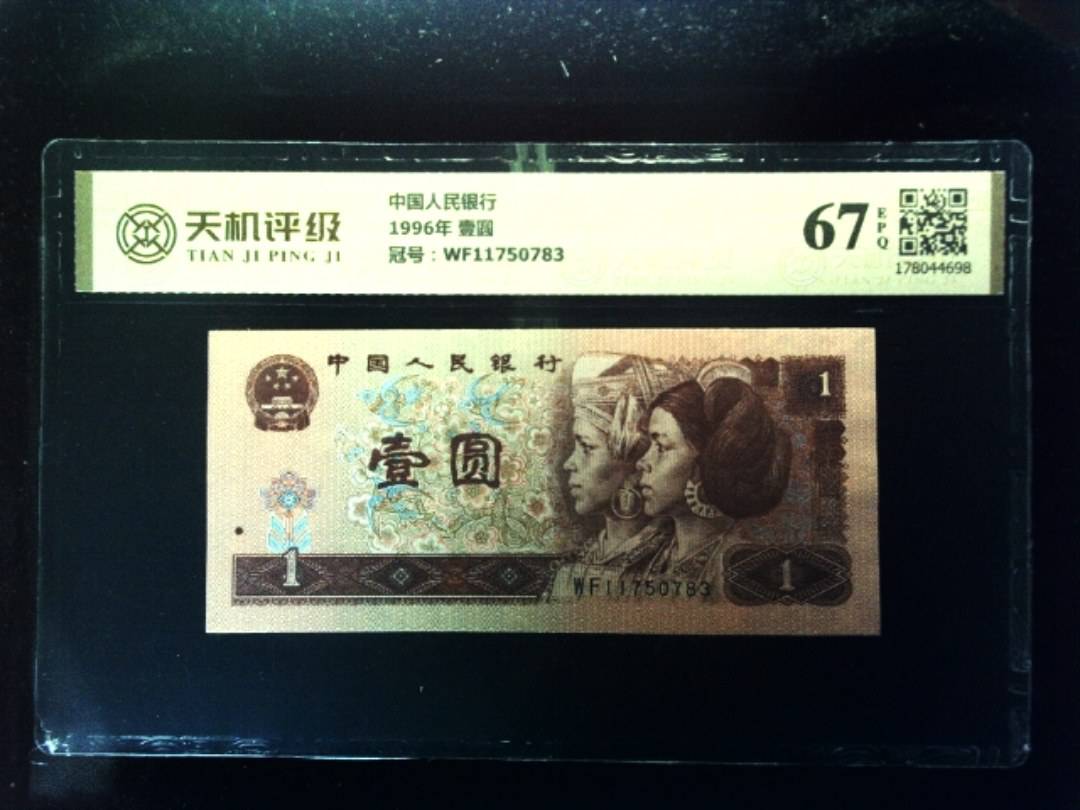 天机评级
TIAN JI PING JI
中国人民银行
1996年 壹圆
冠号：WF11750783
67
EPQ
178044698
中国人民银行
1
壹圆
1
WF11750783
1